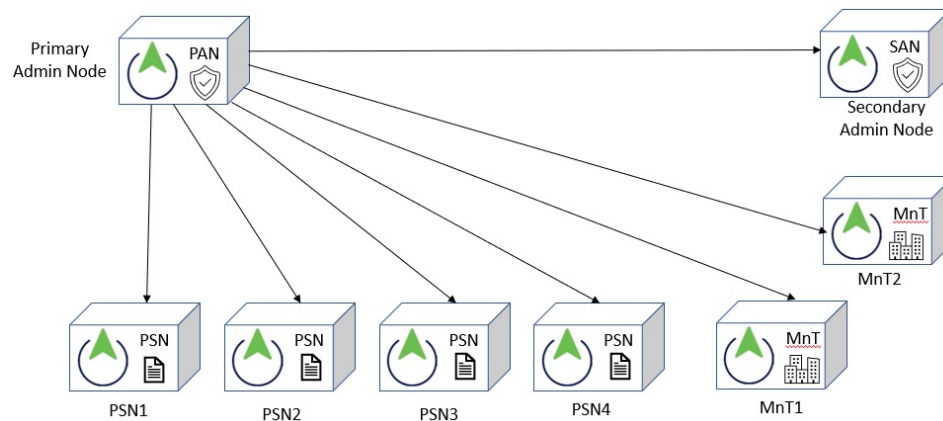 Primary
Admin Node
PAN
SAN
Secondary
Admin Node
MnT
MnT2
PSN
PSN
PSN
PSN
MnT
PSN1
PSN2
PSN3
PSN4
MnT1